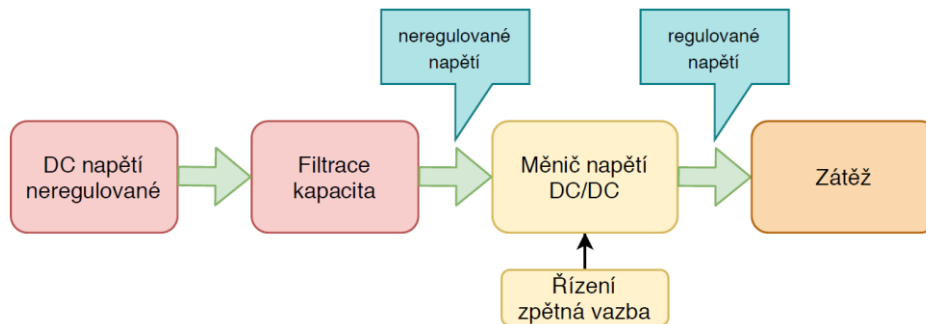 neregulované
napětí
regulované
napětí
DC napětí
neregulované
Filtrace
kapacita
Měnič napětí
DC/DC
Zátěž
Řízení
zpětná vazba